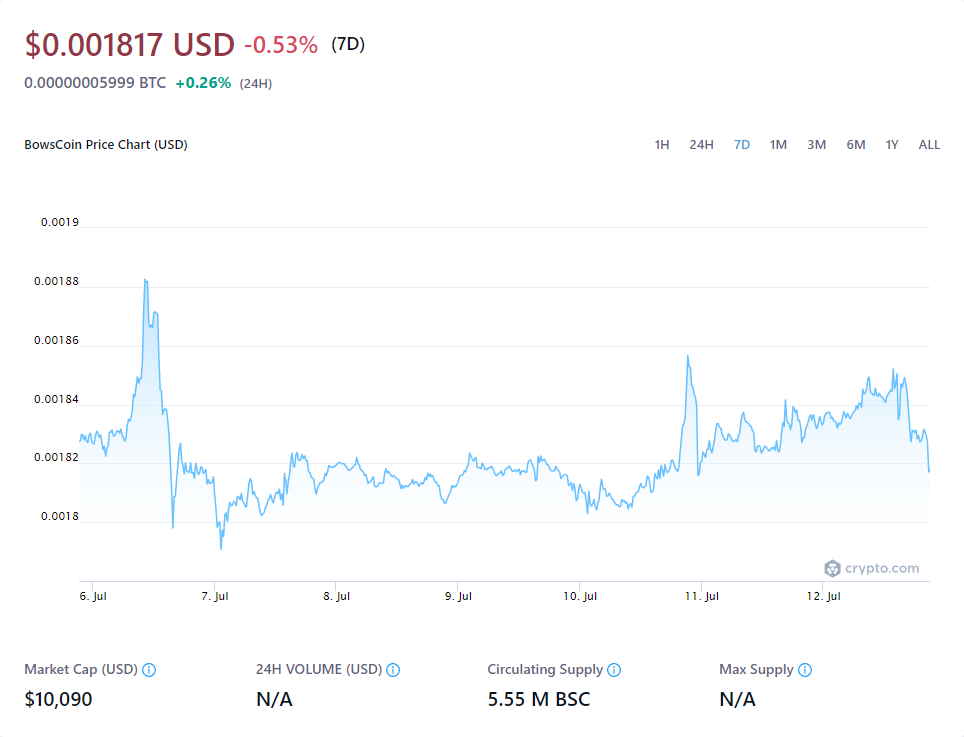 $0.001817 USD -0.53% (7D)
0.00000005999 BTC +0.26% (24H)
BowsCoin Price Chart (USD) 1H 24H 7D 1M 3M 6M 1Y ALL
0.0019
0.00188
0.00186
0.00184
0.00182
0.0018
crypto.com
6. Jul 7. Jul 8. Jul 9. Jul 10. Jul 11. Jul 12. Jul
Market Cap (USD) 24H VOLUME (USD) Circulating Supply Max Supply
$10,090 N/A 5.55 M BSC N/A